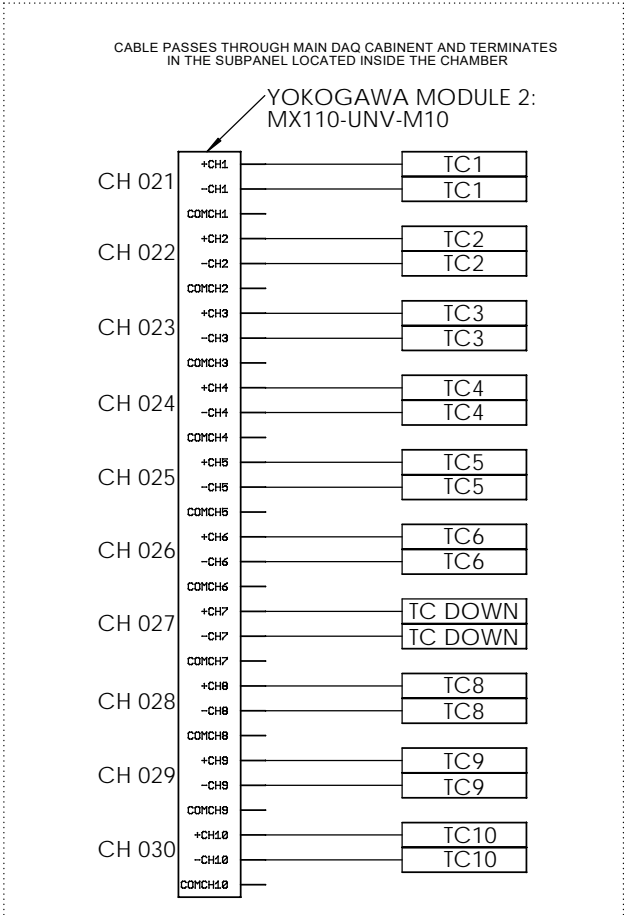 CABLE PASSES THROUGH MAIN DAQ CABINENT AND TERMINATES
IN THE SUBPANEL LOCATED INSIDE THE CHAMBER
YOKOGAWA MODULE 2:
MX110-UNV-M10
CH 021
+CH1
TC1
-CH1
TC1
COMCH1
CH 022
+CH2
TC2
-CH2
TC2
COMCH2
CH 023
+CH3
TC3
-CH3
TC3
COMCH3
CH 024
+CH4
TC4
-CH4
TC4
COMCH4
CH 025
+CH5
TC5
-CH5
TC5
COMCH5
CH 026
+CH6
TC6
-CH6
TC6
COMCH6
CH 027
+CH7
TC DOWN
-CH7
TC DOWN
COMCH7
CH 028
+CH8
TC8
-CH8
TC8
COMCH8
CH 029
+CH9
TC9
-CH9
TC9
COMCH9
CH 030
+CH10
TC10
-CH10
TC10
COMCH10